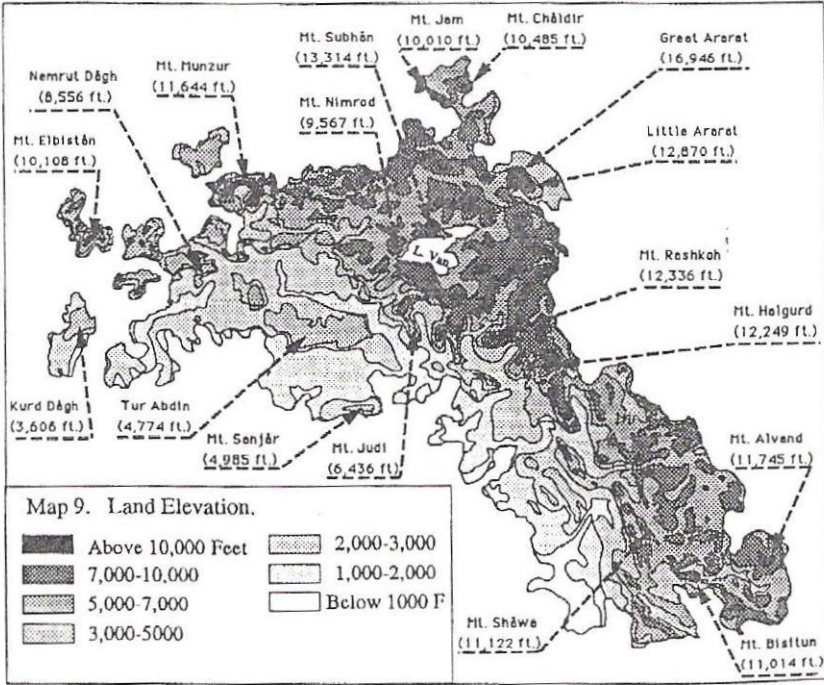 Mt. Jam
(10,010 ft.)
Mt. Châldir
(10,485 ft.)
Great Ararat
(16,946 ft.)
Mt. Subhân
(13,314 ft.)
Mt. Munzur
(11,644 ft.)
Nemrut Dâgh
(8,556 ft.)
Mt. Nimrod
(9,567 ft.)
Little Ararat
(12,870 ft.)
Mt. Elbistân
(10,108 ft.)
L. Van
Mt. Reshkoh
(12,336 ft.)
Mt. Halgurd
(12,249 ft.)
Kurd Dâgh
(3,606 ft.)
Tur Abdin
(4,774 ft.)
Mt. Sanjâr
(4,985 ft.)
Mt. Judi
(6,436 ft)
Mt. Alvand
(11,745 ft.)
Map 9. Land Elevation.
Above 10,000 Feet
7,000-10,000
5,000-7,000
3,000-5000
2,000-3,000
1,000-2,000
Below 1000 F
Mt. Shâwa
(11,122 ft.)
Mt. Bisitun
(11,014 ft.)